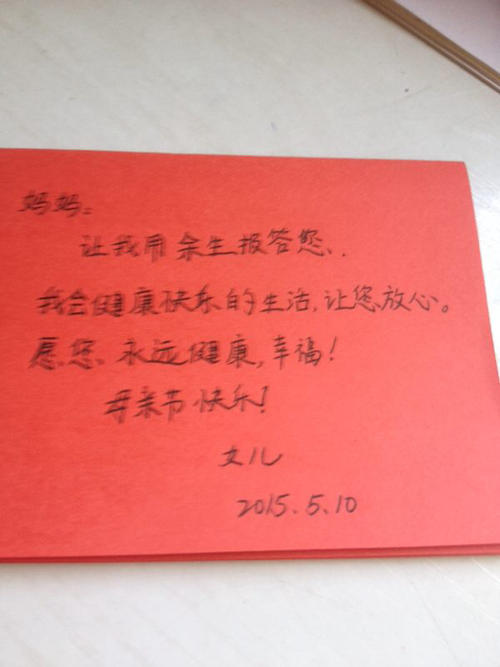 妈妈：
让我用余生报答您、
我会健康快乐的生活,让您放心。
愿您、永远健康,幸福!
母亲节快乐!
文儿
2015.5.10